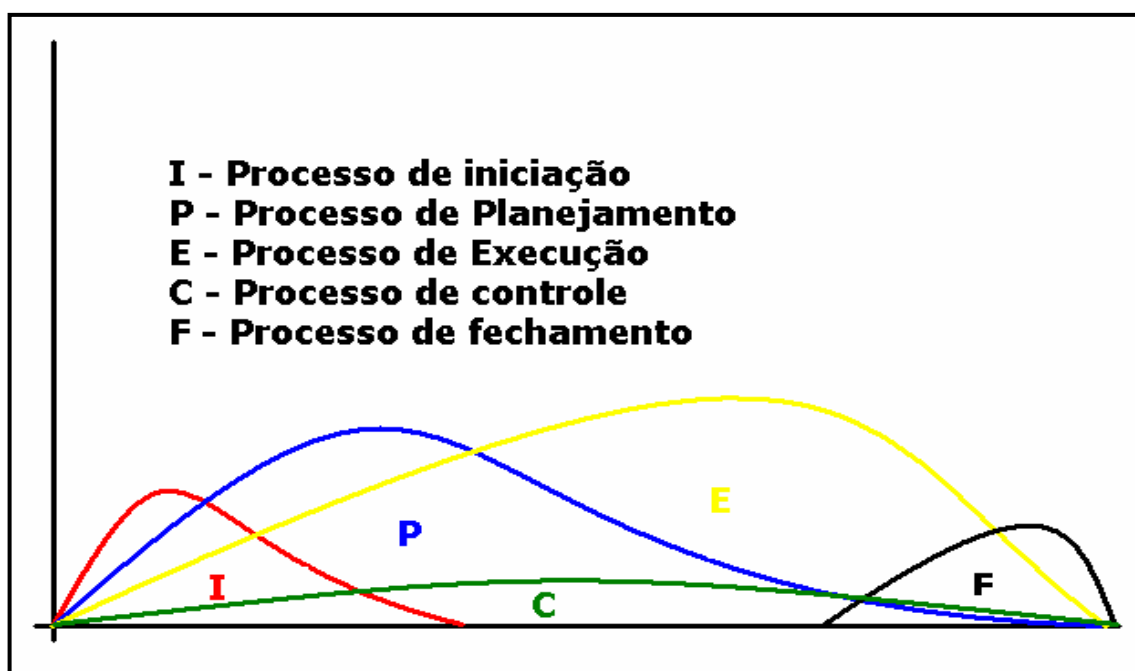 I - Processo de iniciação
P - Processo de Planejamento
E - Processo de Execução
C - Processo de controle
F - Processo de fechamento
E
P
I
C
F